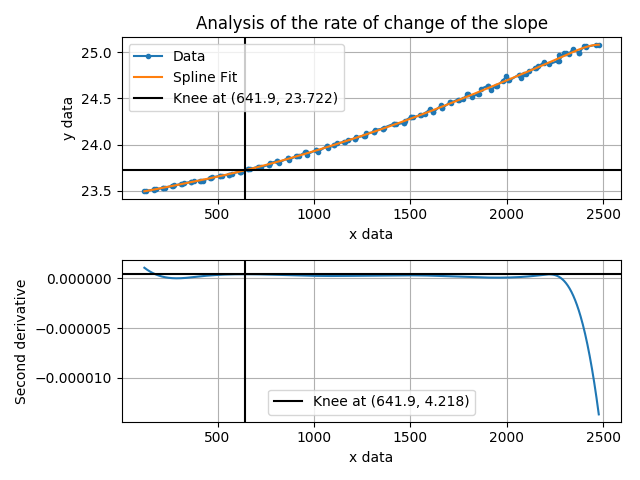 Analysis of the rate of change of the slope
25.0
24.5
24.0
23.5
y data
Data
Spline Fit
Knee at (641.9, 23.722)
500
1000
1500
2000
2500
x data
0.000000
−0.000005
−0.000010
Second derivative
Knee at (641.9, 4.218)
500
1000
1500
2000
2500
x data